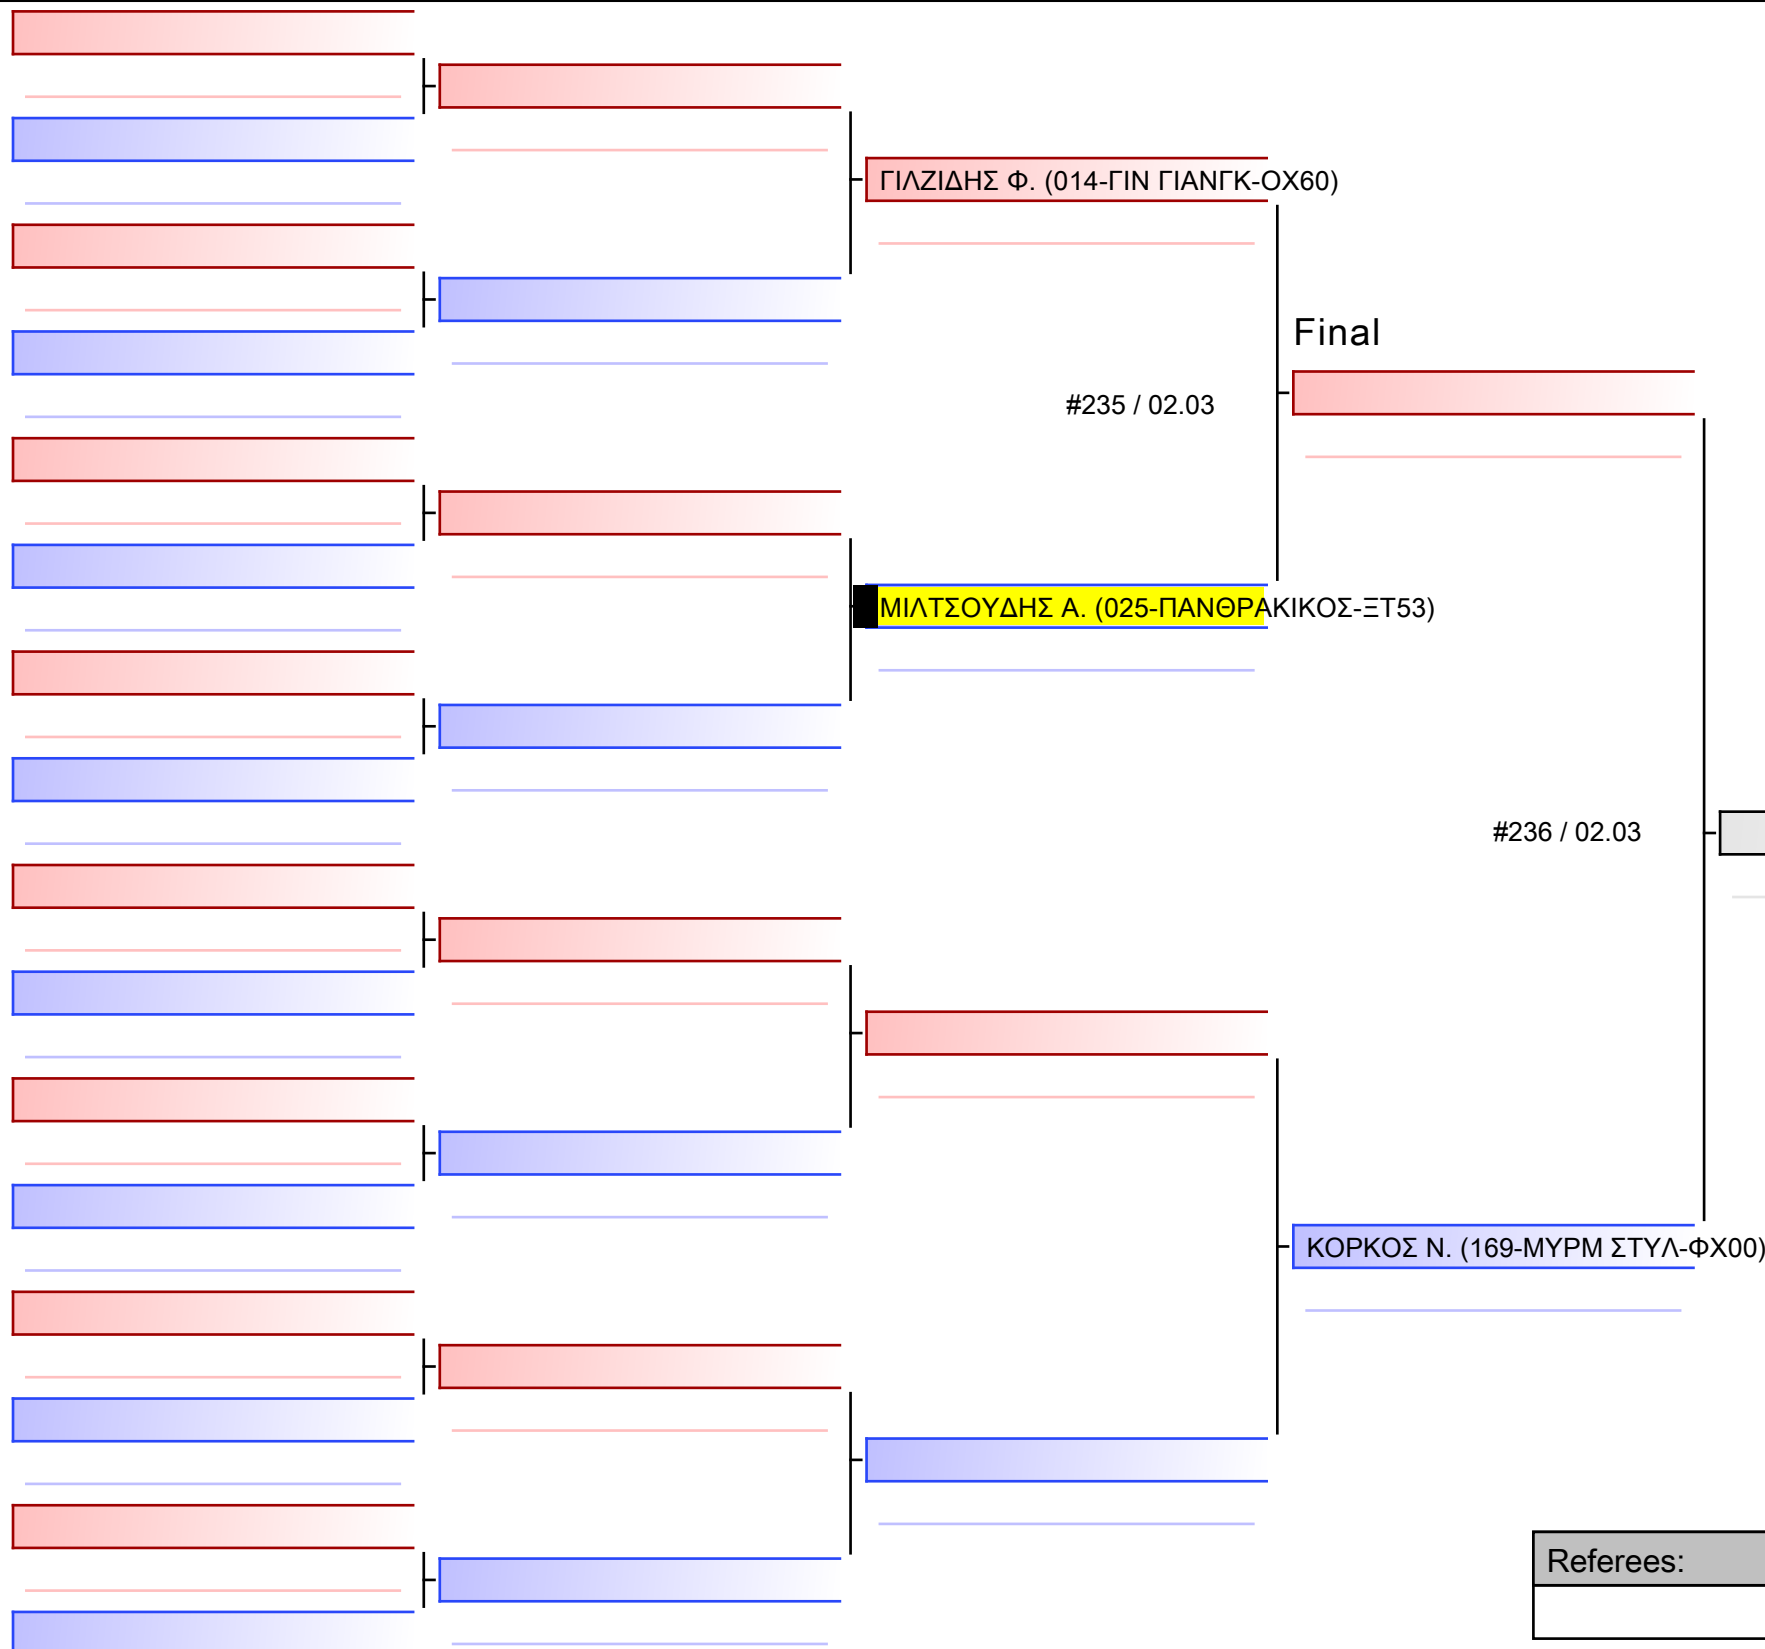 ΓΙΛΖΙΔΗΣ Φ. (014-ΓΙΝ ΓΙΑΝΓΚ-ΟΧ60)
Final
#235 / 02.03
ΜΙΛΤΣΟΥΔΗΣ Α. (025-ΠΑΝΘΡΑΚΙΚΟΣ-ΞΤ53)
#236 / 02.03
ΚΟΡΚΟΣ Ν. (169-ΜΥΡΜ ΣΤΥΛ-ΦΧ00)
Referees: